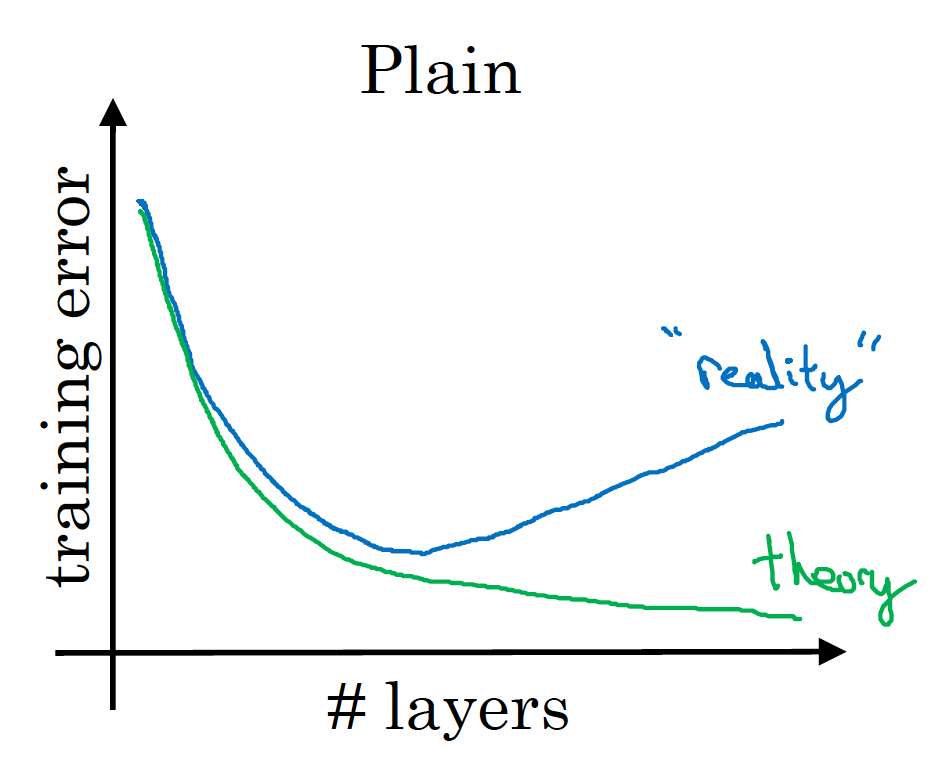 Plain
training error
"reality"
theory
# layers